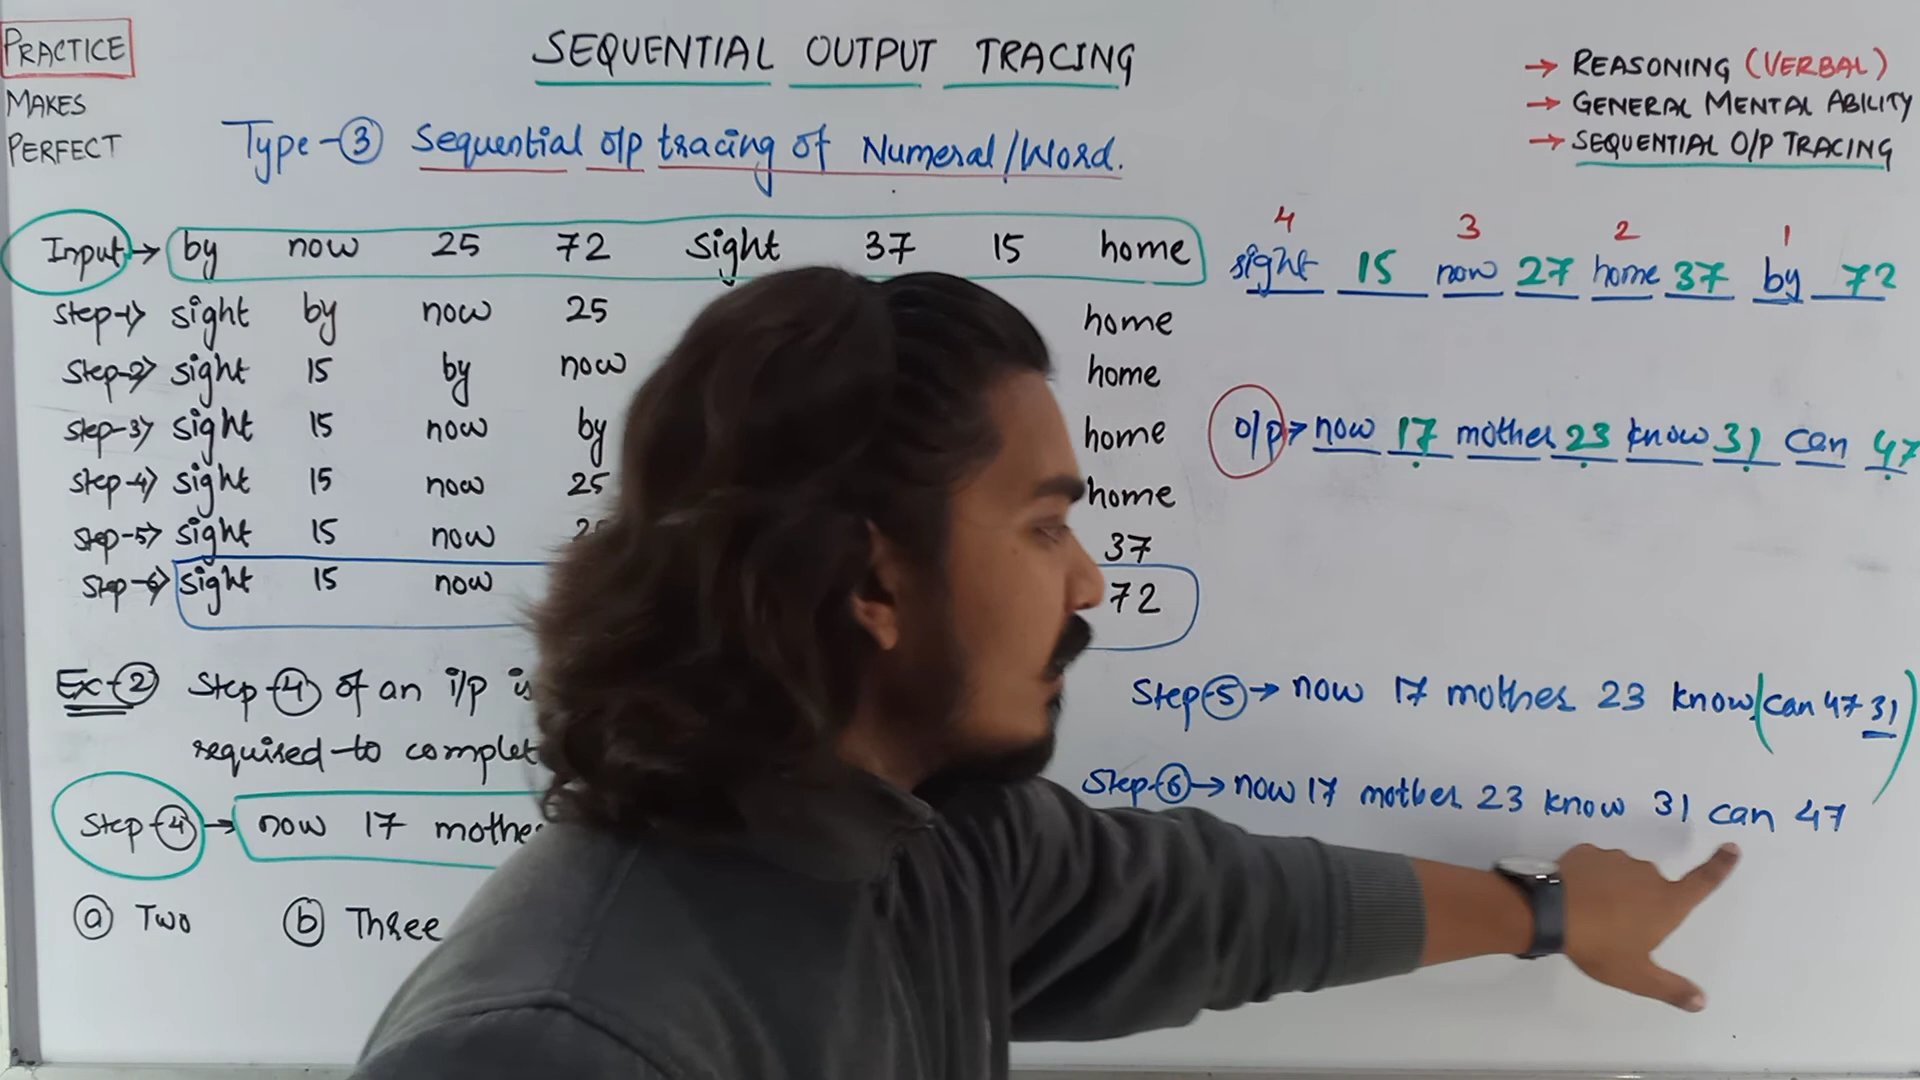 PRACTICE
MAKES
PERFECT
SEQUENTIAL OUTPUT TRACING
Type-③ Sequential o/p tracing of Numeral/Word.
→ REASONING (VERBAL)
→ GENERAL MENTAL ABILITY
→ SEQUENTIAL O/P TRACING
Input → by now 25 72 sight 37 15 home
Step-1> sight by now 25 home
Step-2> sight 15 by now home
Step-3> sight 15 now by home
Step-4> sight 15 now 25 home
Step-5> sight 15 now 37
Step-6> sight 15 now 72
4 3 2 1
sight 15 now 27 home 37 by 72
o/p→ now 17 mother 23 know 31 can 47
Ex-② Step-④ of an i/p is
required to
Step-④→ now 17
ⓐ Two ⓑ Three
Step-⑤→ now 17 mother 23 know (can 47 31)
Step-⑥→ now 17 mother 23 know 31 can 47